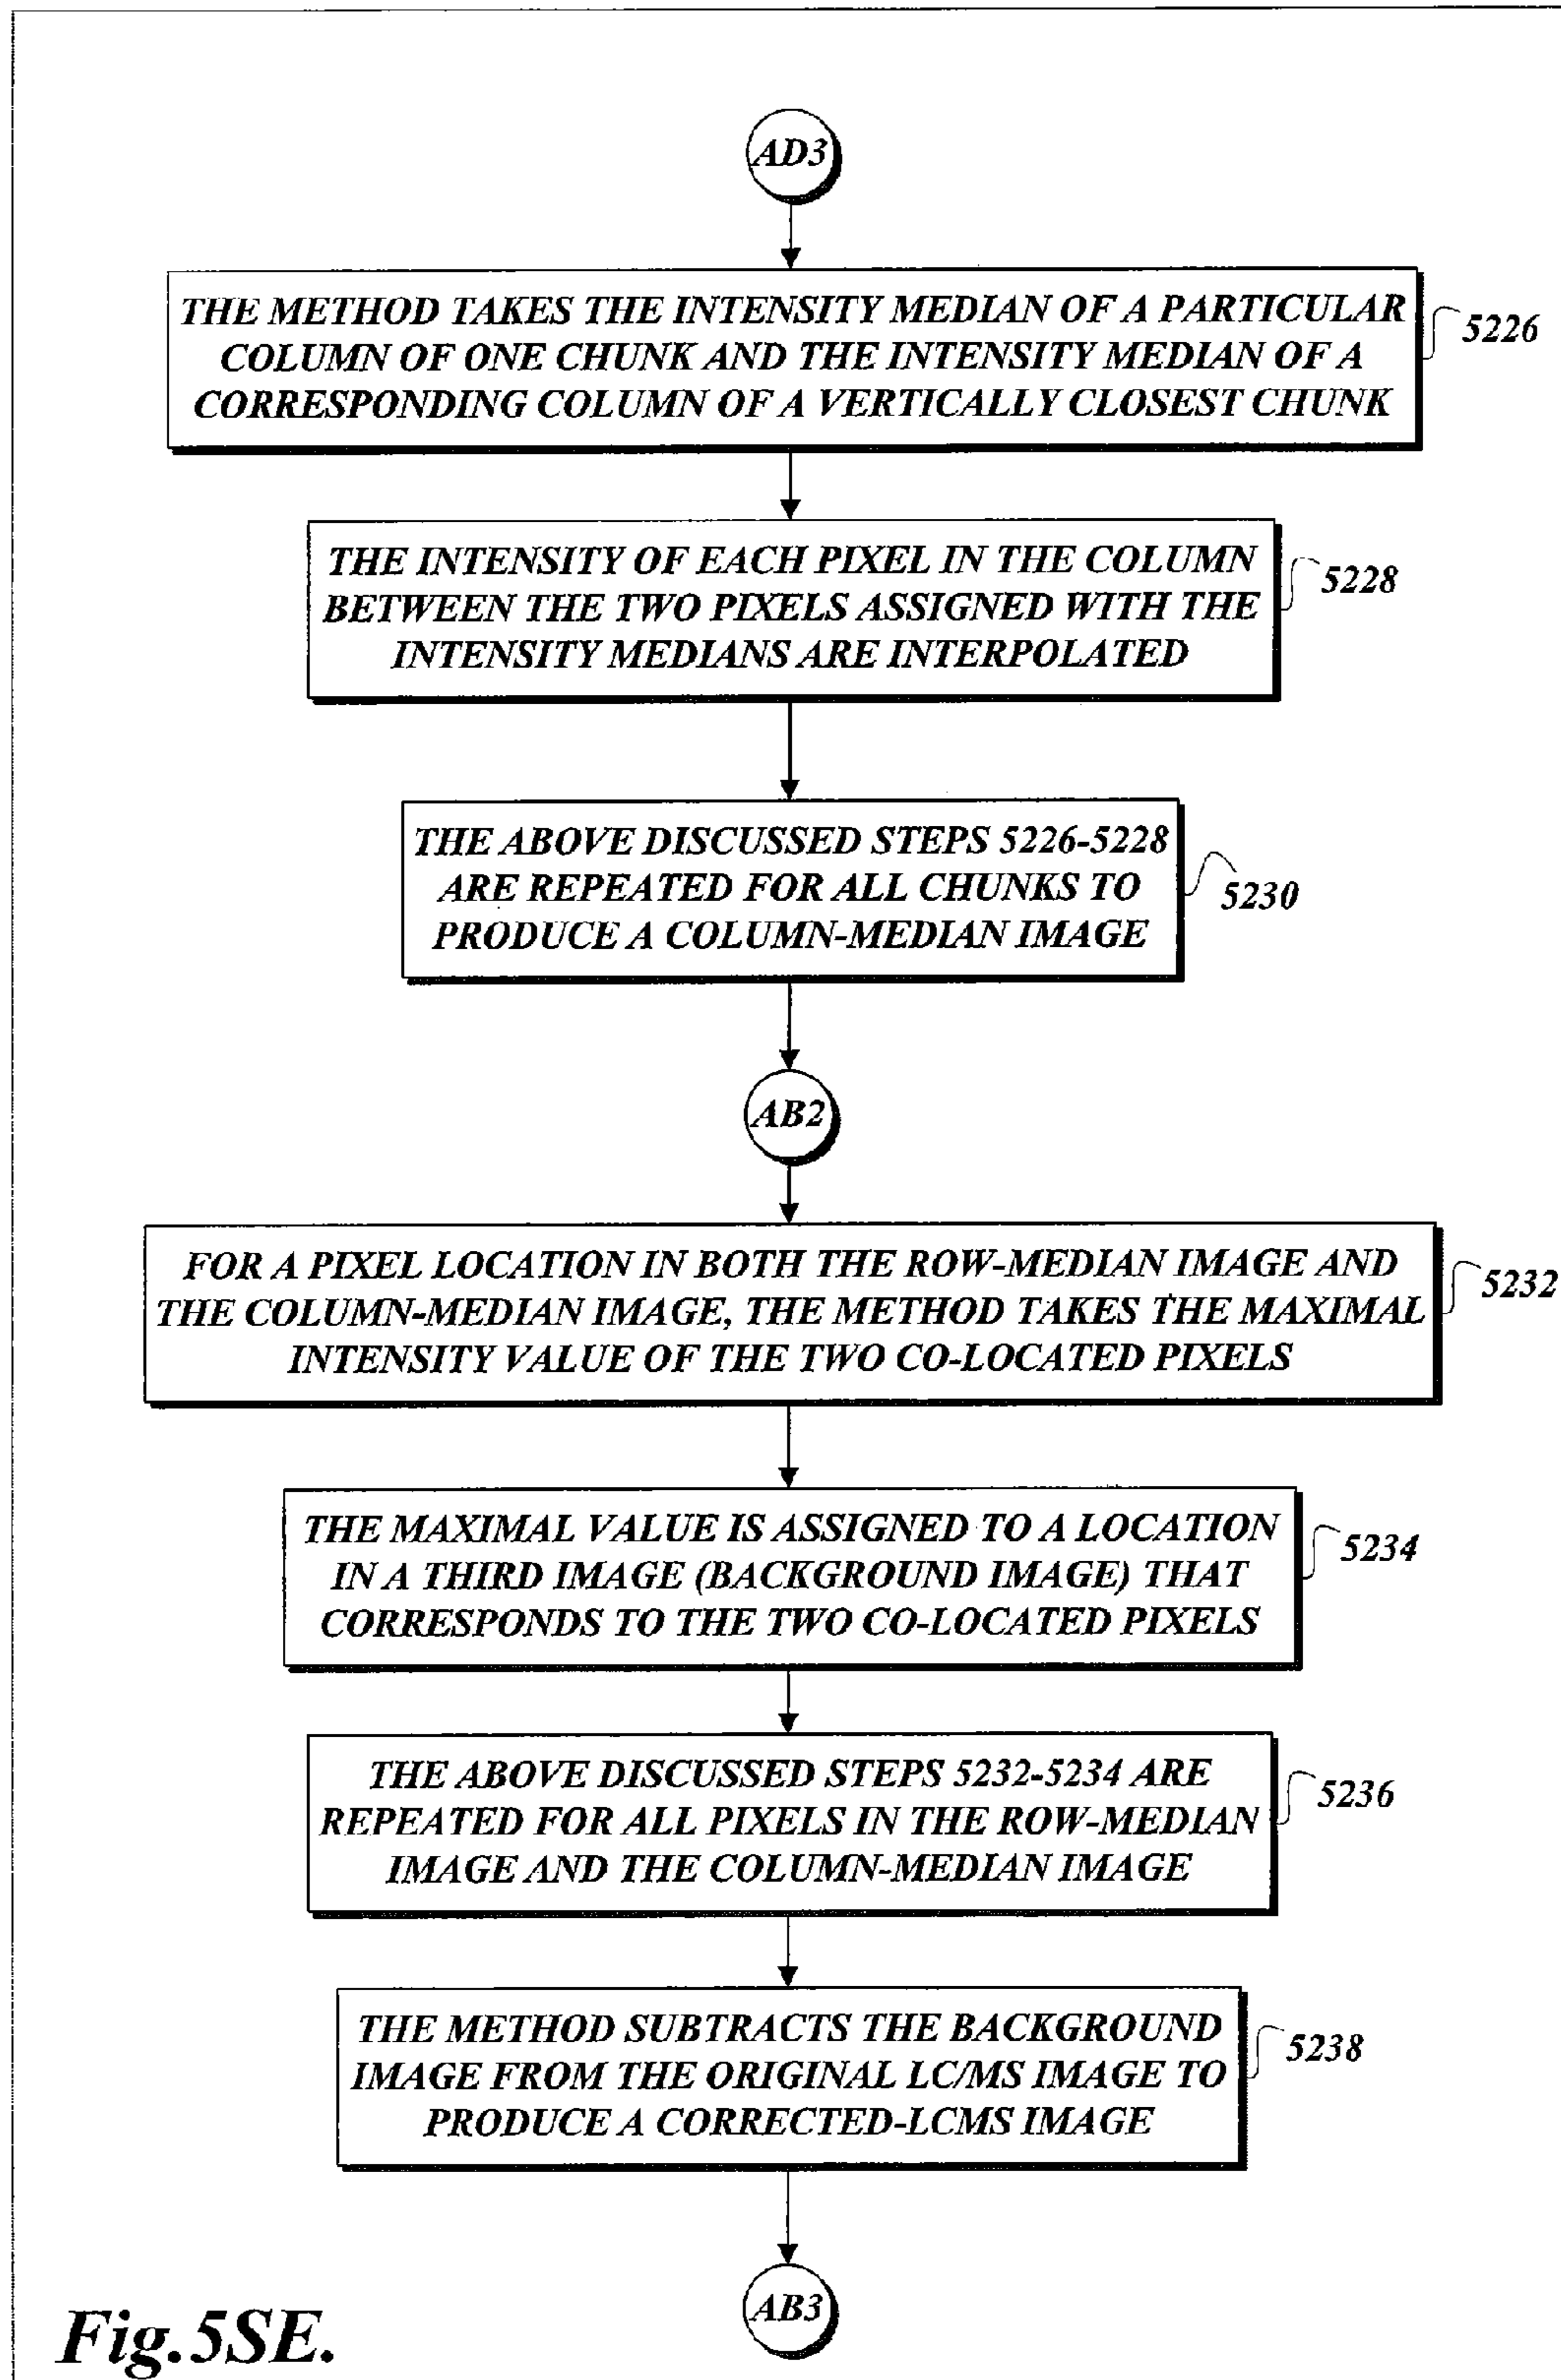 AD3
THE METHOD TAKES THE INTENSITY MEDIAN OF A PARTICULAR
COLUMN OF ONE CHUNK AND THE INTENSITY MEDIAN OF A
CORRESPONDING COLUMN OF A VERTICALLY CLOSEST CHUNK
5226
THE INTENSITY OF EACH PIXEL IN THE COLUMN
BETWEEN THE TWO PIXELS ASSIGNED WITH THE
INTENSITY MEDIANS ARE INTERPOLATED
5228
THE ABOVE DISCUSSED STEPS 5226-5228
ARE REPEATED FOR ALL CHUNKS TO
PRODUCE A COLUMN-MEDIAN IMAGE
5230
AB2
FOR A PIXEL LOCATION IN BOTH THE ROW-MEDIAN IMAGE AND
THE COLUMN-MEDIAN IMAGE, THE METHOD TAKES THE MAXIMAL
INTENSITY VALUE OF THE TWO CO-LOCATED PIXELS
5232
THE MAXIMAL VALUE IS ASSIGNED TO A LOCATION
IN A THIRD IMAGE (BACKGROUND IMAGE) THAT
CORRESPONDS TO THE TWO CO-LOCATED PIXELS
5234
THE ABOVE DISCUSSED STEPS 5232-5234 ARE
REPEATED FOR ALL PIXELS IN THE ROW-MEDIAN
IMAGE AND THE COLUMN-MEDIAN IMAGE
5236
THE METHOD SUBTRACTS THE BACKGROUND
IMAGE FROM THE ORIGINAL LC/MS IMAGE TO
PRODUCE A CORRECTED-LCMS IMAGE
5238
AB3
Fig.5SE.